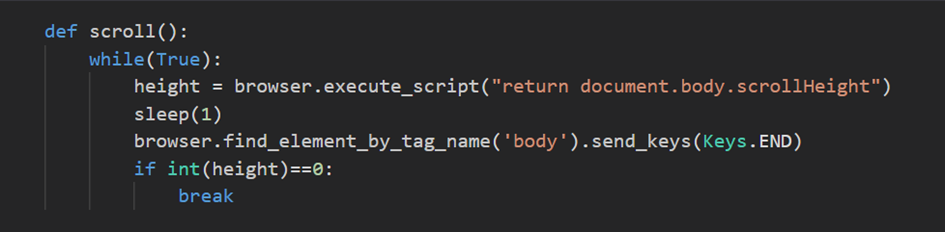 def scroll():
    while(True):
        height = browser.execute_script("return document.body.scrollHeight")
        sleep(1)
        browser.find_element_by_tag_name('body').send_keys(Keys.END)
        if int(height)==0:
            break